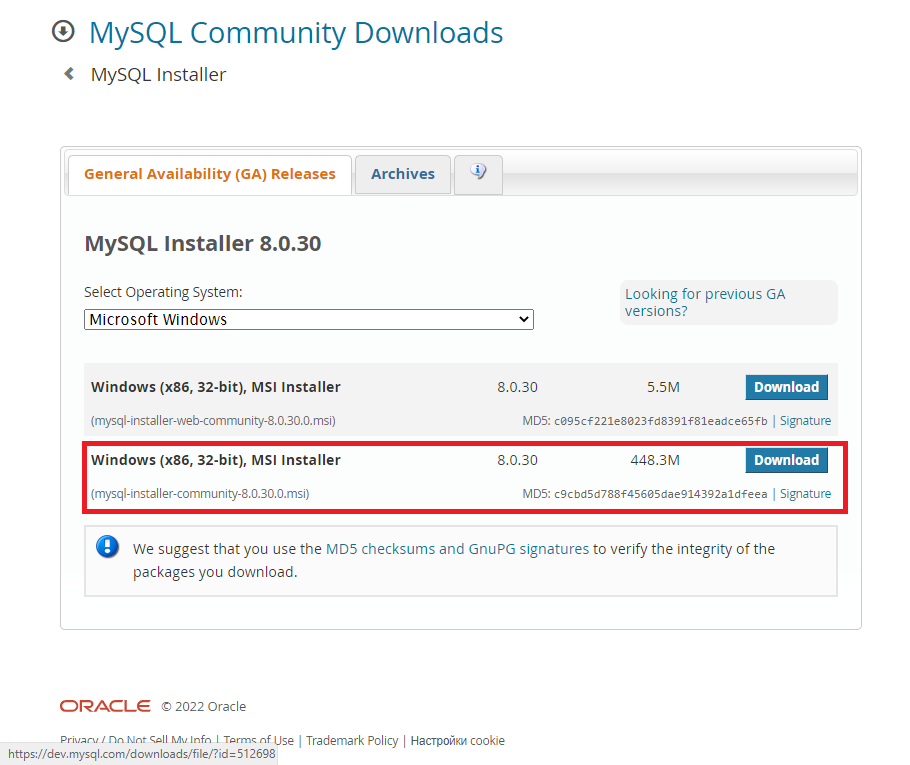 MySQL Community Downloads
MySQL Installer
General Availability (GA) Releases
Archives
MySQL Installer 8.0.30
Select Operating System:
Microsoft Windows
Looking for previous GA
versions?
Windows (x86, 32-bit), MSI Installer 8.0.30 5.5M Download
(mysql-installer-web-community-8.0.30.0.msi) MD5: c095cf221e8023fd8391f81eadce65fb | Signature
Windows (x86, 32-bit), MSI Installer 8.0.30 448.3M Download
(mysql-installer-community-8.0.30.0.msi) MD5: c9cbd5d788f45605dae914392a1dfeea | Signature
We suggest that you use the MD5 checksums and GnuPG signatures to verify the integrity of the
packages you download.
ORACLE © 2022 Oracle
Privacy / Do Not Sell My Info | Terms of Use | Trademark Policy | Настройки cookie
https://dev.mysql.com/downloads/file/?id=512698